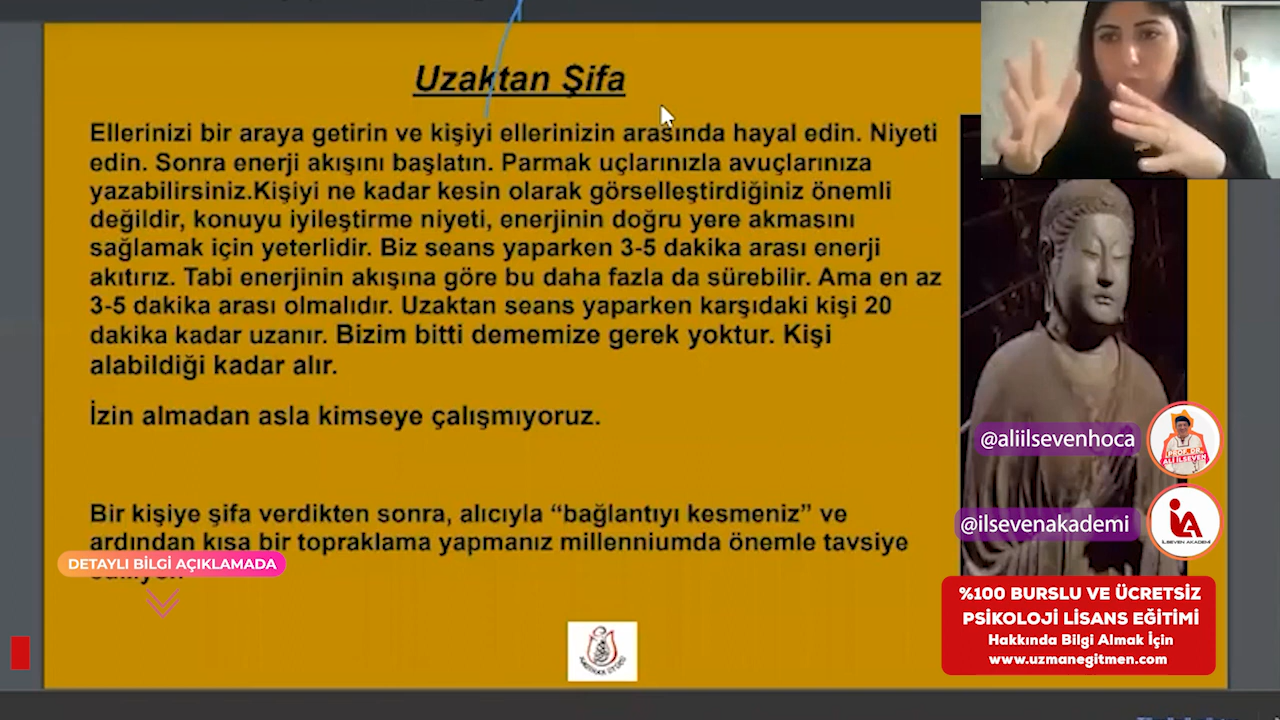 Uzaktan Şifa
Ellerinizi bir araya getirin ve kişiyi ellerinizin arasında hayal edin. Niyeti
edin. Sonra enerji akışını başlatın. Parmak uçlarınızla avuçlarınıza
yazabilirsiniz.Kişiyi ne kadar kesin olarak görselleştirdiğiniz önemli
değildir, konuyu iyileştirme niyeti, enerjinin doğru yere akmasını
sağlamak için yeterlidir. Biz seans yaparken 3-5 dakika arası enerji
akıtırız. Tabi enerjinin akışına göre bu daha fazla da sürebilir. Ama en az
3-5 dakika arası olmalıdır. Uzaktan seans yaparken karşıdaki kişi 20
dakika kadar uzanır. Bizim bitti dememize gerek yoktur. Kişi
alabildiği kadar alır.
İzin almadan asla kimseye çalışmıyoruz.
Bir kişiye şifa verdikten sonra, alıcıyla “bağlantıyı kesmeniz” ve
ardından kısa bir topraklama yapmanız millenniumda önemle tavsiye
DETAYLI BİLGİ AÇIKLAMADA
@aliilsevenhoca
PROF. DR.
ALİ İLSEVEN
@ilsevenakademi
İLSEVEN AKADEMİ
%100 BURSLU VE ÜCRETSİZ
PSİKOLOJİ LİSANS EĞİTİMİ
Hakkında Bilgi Almak İçin
www.uzmanegitmen.com